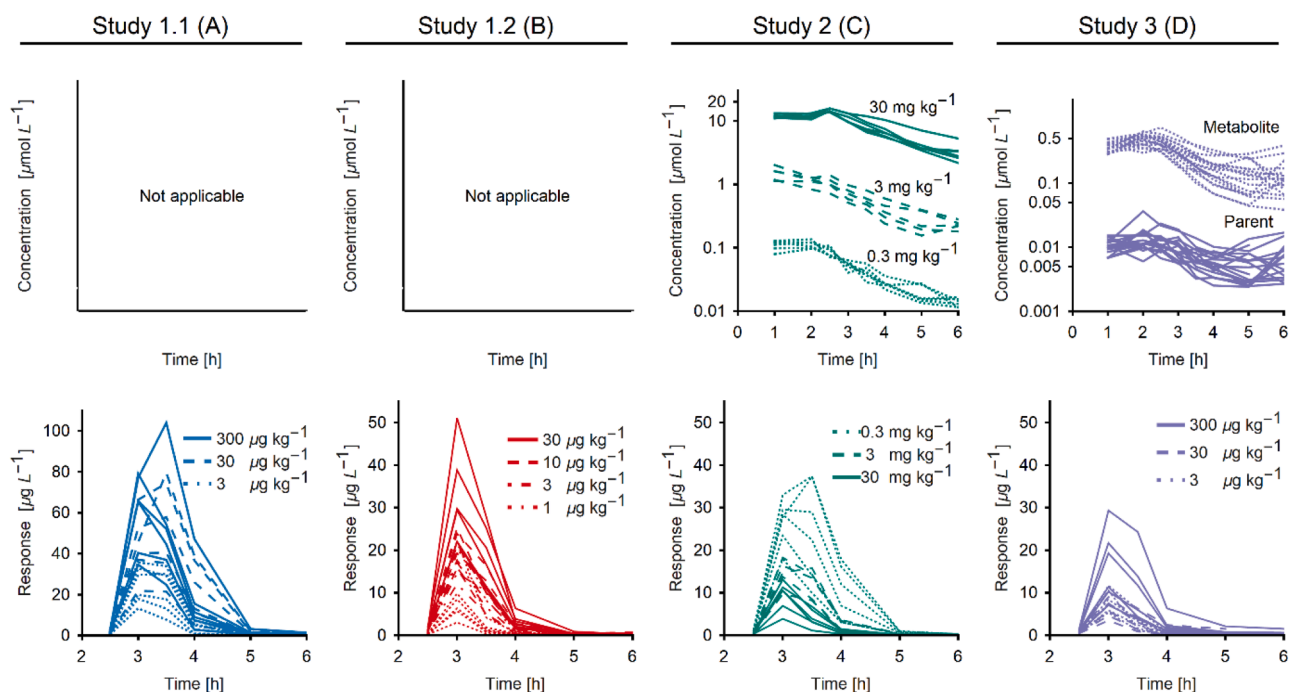 Study 1.1 (A)
Study 1.2 (B)
Study 2 (C)
Study 3 (D)
Concentration [µmol L⁻¹]
Not applicable
Time [h]
Concentration [µmol L⁻¹]
Not applicable
Time [h]
Concentration [µmol L⁻¹]
20
10
1
0.1
0.01
30 mg kg⁻¹
3 mg kg⁻¹
0.3 mg kg⁻¹
0 1 2 3 4 5 6
Time [h]
Concentration [µmol L⁻¹]
0.5
0.1
0.05
0.01
0.005
0.001
Metabolite
Parent
0 1 2 3 4 5 6
Time [h]
Response [µg L⁻¹]
100
80
60
40
20
0
300 µg kg⁻¹
30 µg kg⁻¹
3 µg kg⁻¹
2 3 4 5 6
Time [h]
Response [µg L⁻¹]
50
40
30
20
10
0
30 µg kg⁻¹
10 µg kg⁻¹
3 µg kg⁻¹
1 µg kg⁻¹
2 3 4 5 6
Time [h]
Response [µg L⁻¹]
50
40
30
20
10
0
0.3 mg kg⁻¹
3 mg kg⁻¹
30 mg kg⁻¹
2 3 4 5 6
Time [h]
Response [µg L⁻¹]
50
40
30
20
10
0
300 µg kg⁻¹
30 µg kg⁻¹
3 µg kg⁻¹
2 3 4 5 6
Time [h]